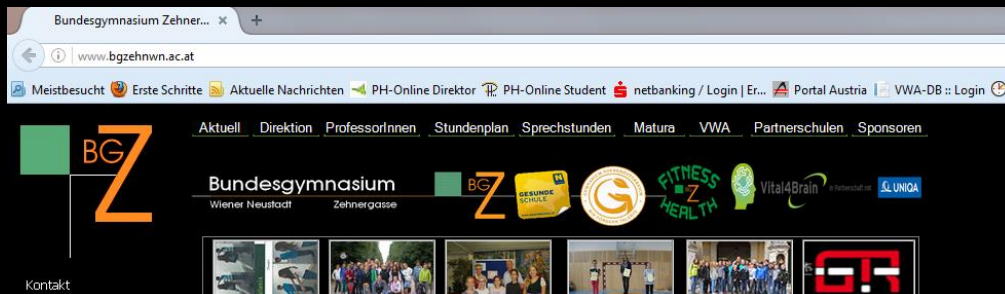 Bundesgymnasium Zehner...
www.bgzehnwn.ac.at
Meistbesucht Erste Schritte Aktuelle Nachrichten PH-Online Direktor PH-Online Student netbanking / Login | Er... Portal Austria VWA-DB :: Login
Aktuell Direktion ProfessorInnen Stundenplan Sprechstunden Matura VWA Partnerschulen Sponsoren
BG Z
Bundesgymnasium
Wiener Neustadt Zehnergasse
BG Z
GESUNDE SCHULE
G
FITNESS Z HEALTH
Vital4Brain
UNIQA
GR
Kontakt